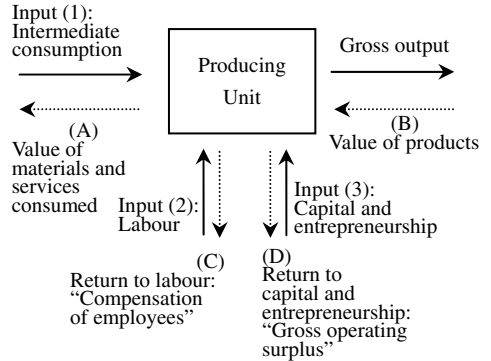 Input (1):
Intermediate
consumption
Producing
Unit
Gross output
(A)
Value of
materials and
services
consumed
(B)
Value of products
Input (2):
Labour
Input (3):
Capital and
entrepreneurship
(C)
Return to labour:
“Compensation
of employees”
(D)
Return to
capital and
entrepreneurship:
“Gross operating
surplus”